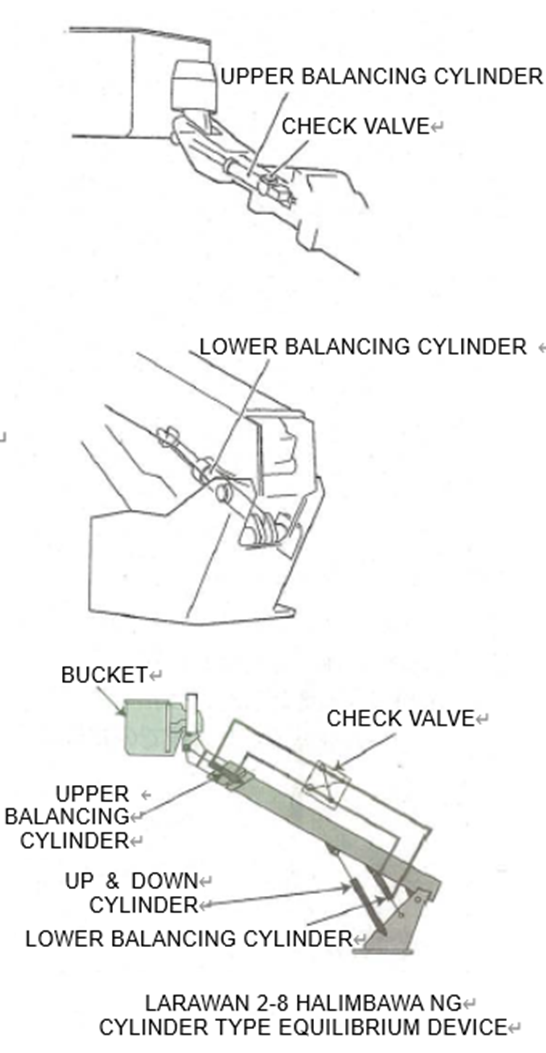 UPPER BALANCING CYLINDER
CHECK VALVE↵
LOWER BALANCING CYLINDER ↵
↵
BUCKET↵
CHECK VALVE↵
UPPER ↵
BALANCING↵
CYLINDER↵
UP & DOWN↵
CYLINDER↵
LOWER BALANCING CYLINDER↵
LARAWAN 2-8 HALIMBAWA NG↵
CYLINDER TYPE EQUILIBRIUM DEVICE↵